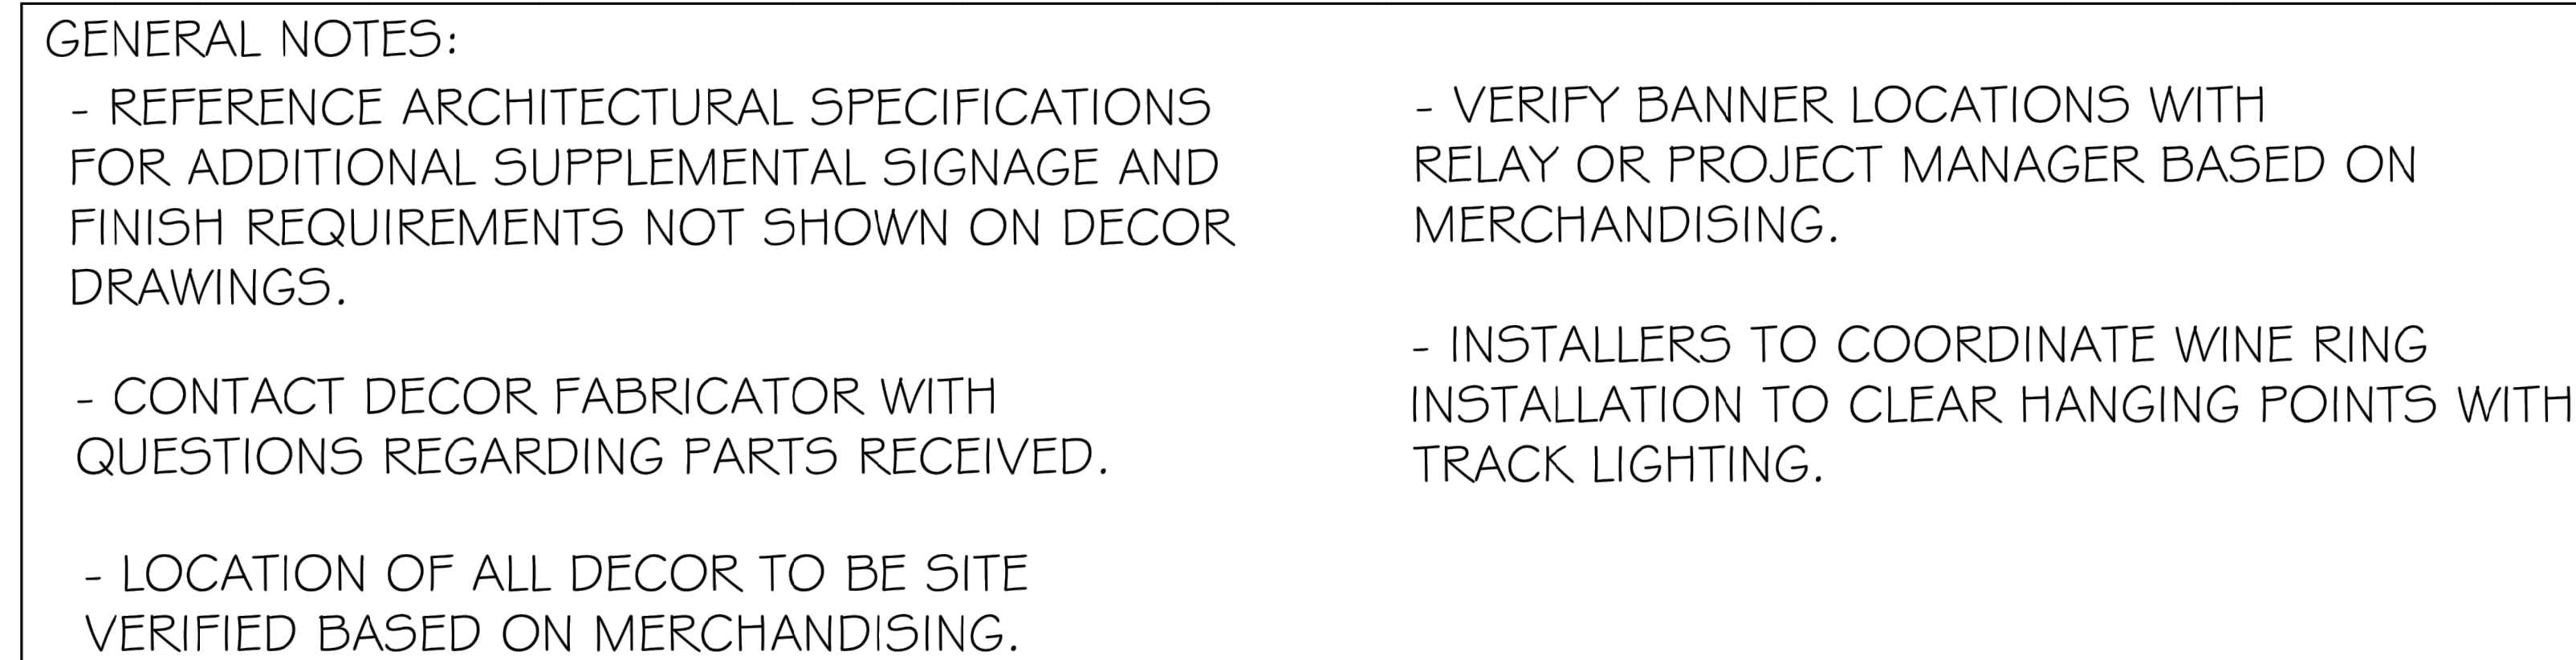 GENERAL NOTES:
- REFERENCE ARCHITECTURAL SPECIFICATIONS
FOR ADDITIONAL SUPPLEMENTAL SIGNAGE AND
FINISH REQUIREMENTS NOT SHOWN ON DECOR
DRAWINGS.
- CONTACT DECOR FABRICATOR WITH
QUESTIONS REGARDING PARTS RECEIVED.
- LOCATION OF ALL DECOR TO BE SITE
VERIFIED BASED ON MERCHANDISING.
- VERIFY BANNER LOCATIONS WITH
RELAY OR PROJECT MANAGER BASED ON
MERCHANDISING.
- INSTALLERS TO COORDINATE WINE RING
INSTALLATION TO CLEAR HANGING POINTS WITH
TRACK LIGHTING.